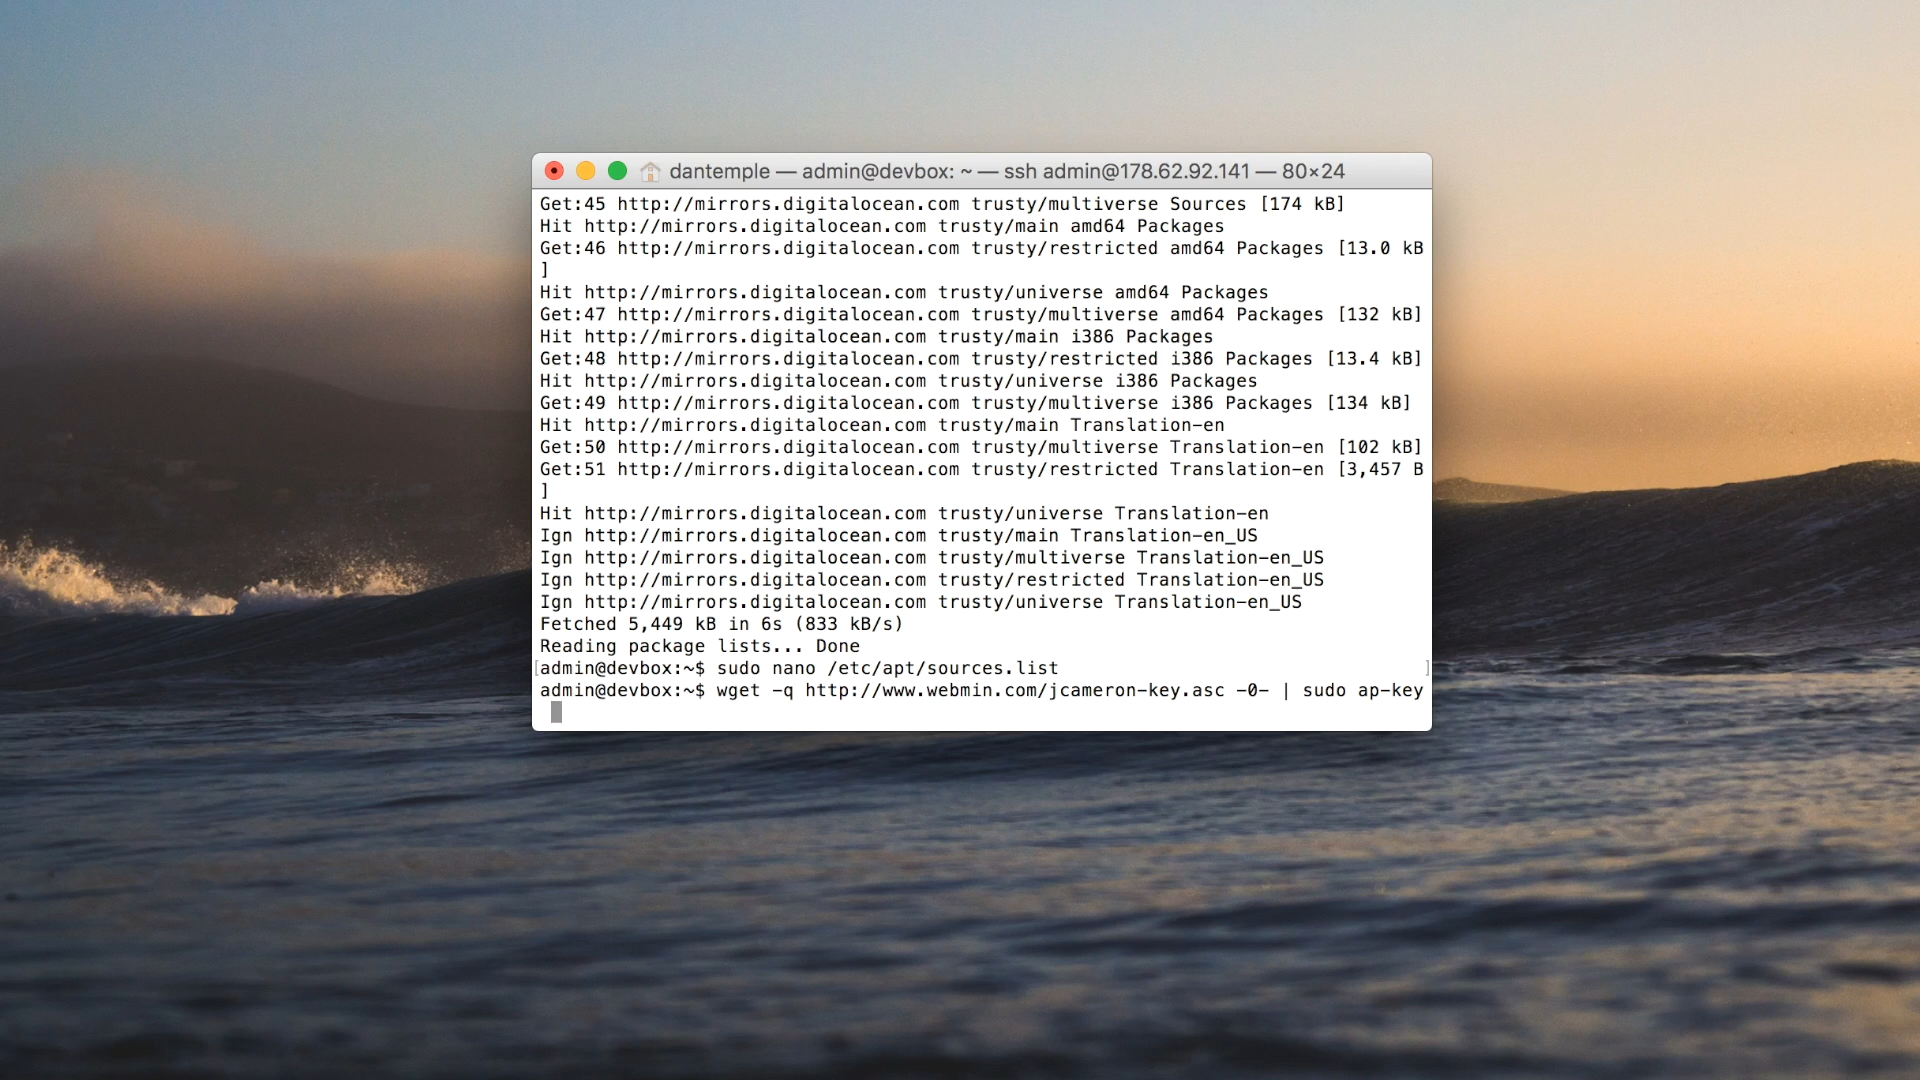 dantemple — admin@devbox: ~ — ssh admin@178.62.92.141 — 80×24
Get:45 http://mirrors.digitalocean.com trusty/multiverse Sources [174 kB]
Hit http://mirrors.digitalocean.com trusty/main amd64 Packages
Get:46 http://mirrors.digitalocean.com trusty/restricted amd64 Packages [13.0 kB
]
Hit http://mirrors.digitalocean.com trusty/universe amd64 Packages
Get:47 http://mirrors.digitalocean.com trusty/multiverse amd64 Packages [132 kB]
Hit http://mirrors.digitalocean.com trusty/main i386 Packages
Get:48 http://mirrors.digitalocean.com trusty/restricted i386 Packages [13.4 kB]
Hit http://mirrors.digitalocean.com trusty/universe i386 Packages
Get:49 http://mirrors.digitalocean.com trusty/multiverse i386 Packages [134 kB]
Hit http://mirrors.digitalocean.com trusty/main Translation-en
Get:50 http://mirrors.digitalocean.com trusty/multiverse Translation-en [102 kB]
Get:51 http://mirrors.digitalocean.com trusty/restricted Translation-en [3,457 B
]
Hit http://mirrors.digitalocean.com trusty/universe Translation-en
Ign http://mirrors.digitalocean.com trusty/main Translation-en_US
Ign http://mirrors.digitalocean.com trusty/multiverse Translation-en_US
Ign http://mirrors.digitalocean.com trusty/restricted Translation-en_US
Ign http://mirrors.digitalocean.com trusty/universe Translation-en_US
Fetched 5,449 kB in 6s (833 kB/s)
Reading package lists... Done
[admin@devbox:~$ sudo nano /etc/apt/sources.list ]
admin@devbox:~$ wget -q http://www.webmin.com/jcameron-key.asc -0- | sudo ap-key